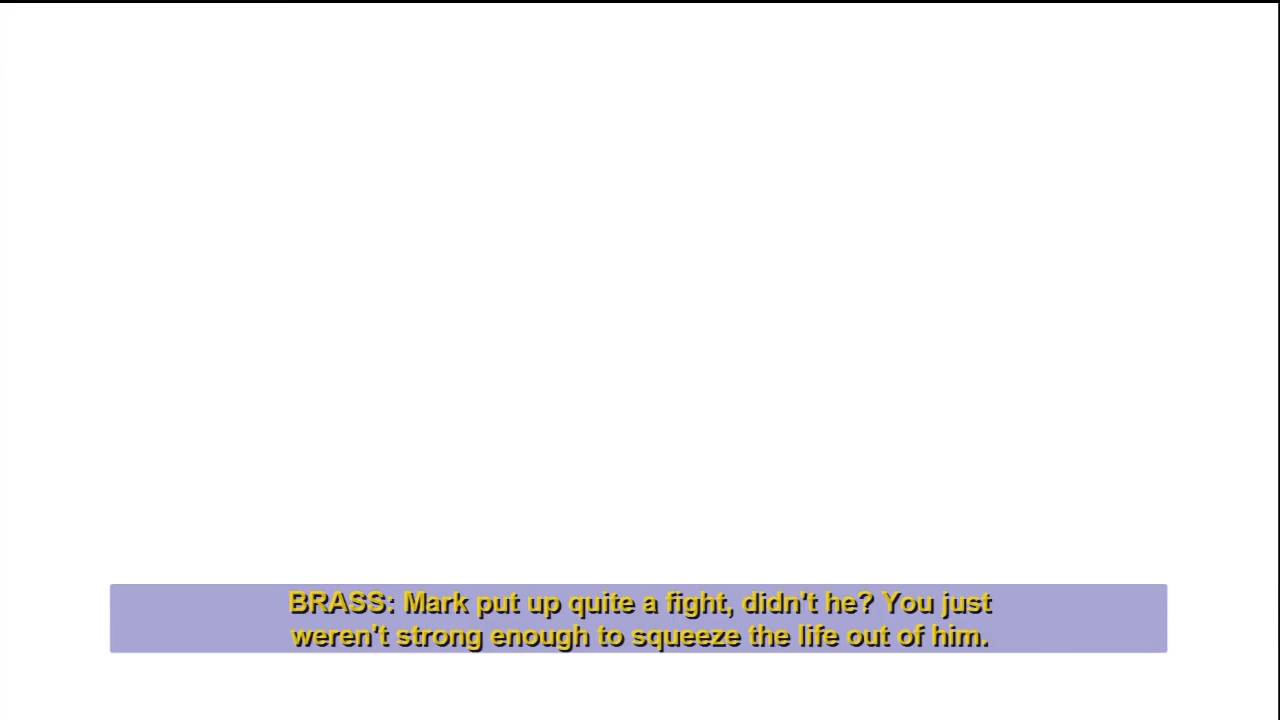 BRASS: Mark put up quite a fight, didn't he? You just
weren't strong enough to squeeze the life out of him.